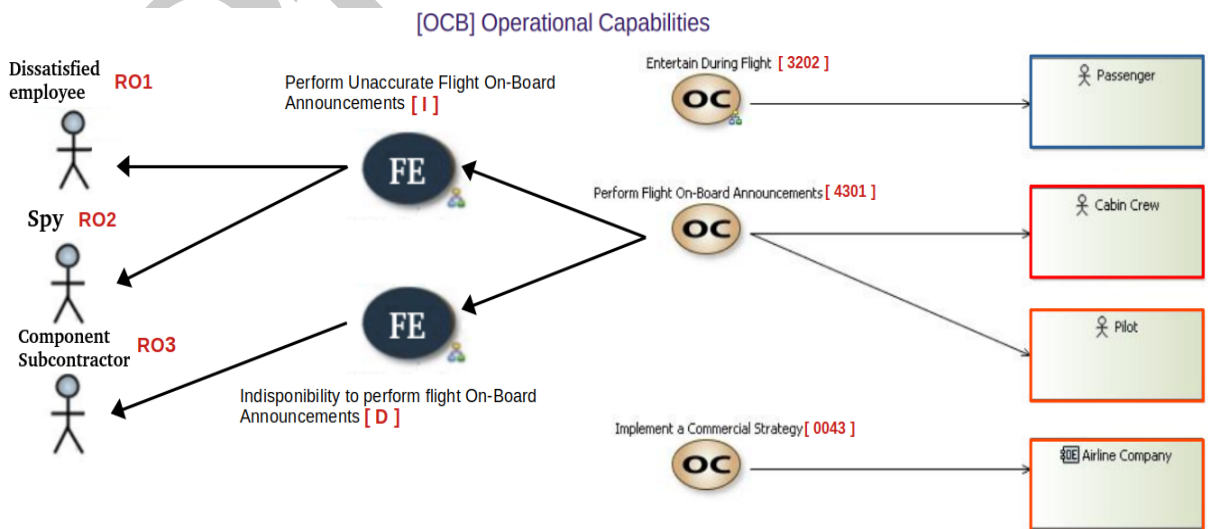 [OCB] Operational Capabilities
Dissatisfied
employee
RO1
Perform Unaccurate Flight On-Board
Announcements [ I ]
FE
Entertain During Flight [ 3202 ]
OC
Passenger
Spy RO2
Perform Flight On-Board Announcements [ 4301 ]
OC
Cabin Crew
Component
Subcontractor
RO3
FE
Indisponibility to perform flight On-Board
Announcements [ D ]
Pilot
Implement a Commercial Strategy [ 0043 ]
OC
OE Airline Company